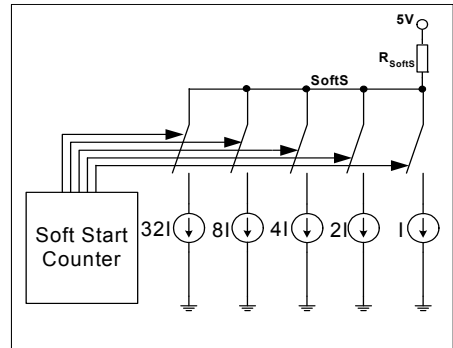 5V
RSoftS
SoftS
Soft Start
Counter
32I
8I
4I
2I
I